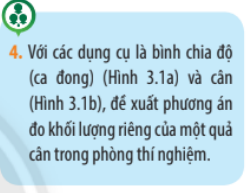 4. Với các dụng cụ là bình chia độ
(ca đong) (Hình 3.1a) và cân
(Hình 3.1b), đề xuất phương án
đo khối lượng riêng của một quả
cân trong phòng thí nghiệm.